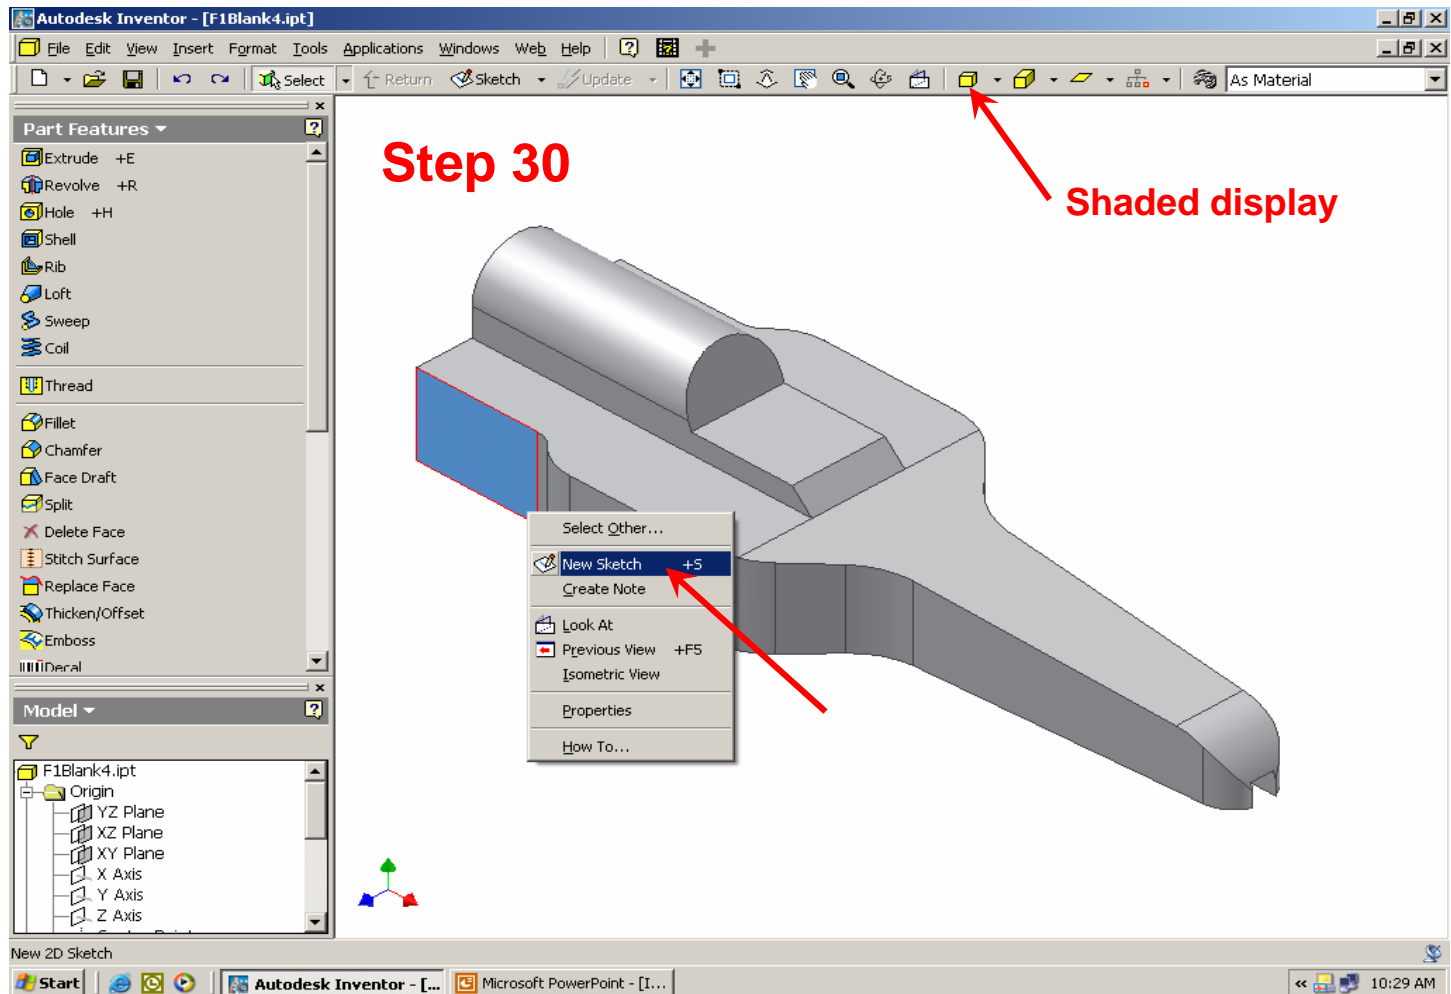 Autodesk Inventor - [F1Blank4.ipt]
File Edit View Insert Format Tools Applications Windows Web Help
Select Return Sketch Update As Material
Part Features
Extrude +E
Revolve +R
Hole +H
Shell
Rib
Loft
Sweep
Coil
Thread
Fillet
Chamfer
Face Draft
Split
Delete Face
Stitch Surface
Replace Face
Thicken/Offset
Emboss
Decal
Step 30
Shaded display
Select Other...
New Sketch +S
Create Note
Look At
Previous View +F5
Isometric View
Properties
How To...
Model
F1Blank4.ipt
Origin
YZ Plane
XZ Plane
XY Plane
X Axis
Y Axis
Z Axis
New 2D Sketch
Start Autodesk Inventor - [... Microsoft PowerPoint - [I... « 10:29 AM